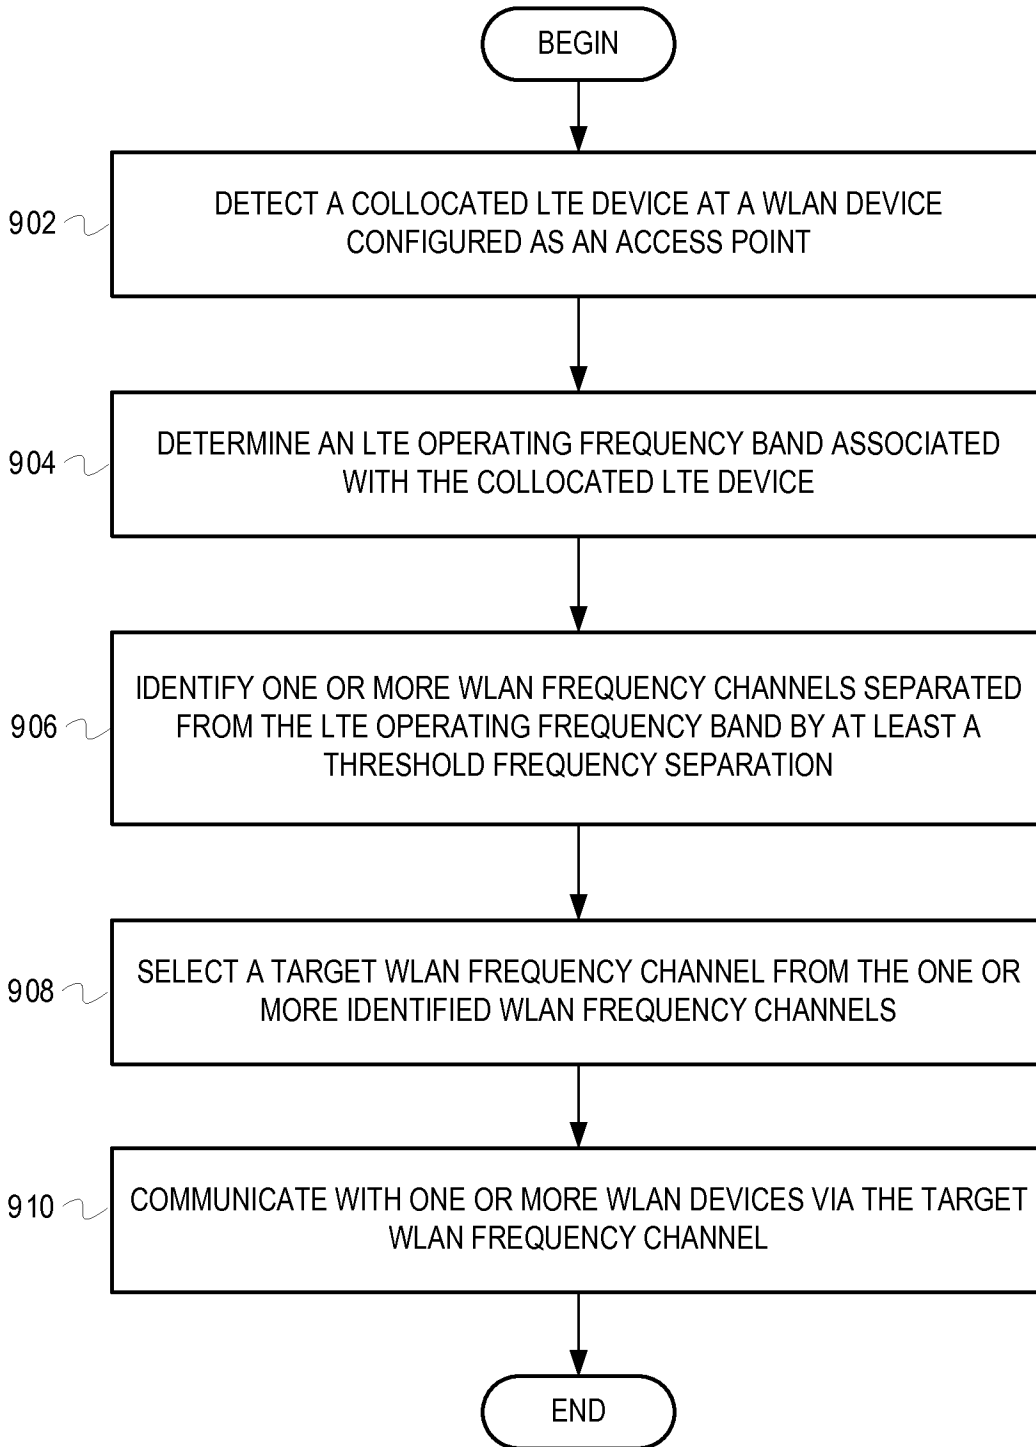 BEGIN
902
DETECT A COLLOCATED LTE DEVICE AT A WLAN DEVICE
CONFIGURED AS AN ACCESS POINT
904
DETERMINE AN LTE OPERATING FREQUENCY BAND ASSOCIATED
WITH THE COLLOCATED LTE DEVICE
906
IDENTIFY ONE OR MORE WLAN FREQUENCY CHANNELS SEPARATED
FROM THE LTE OPERATING FREQUENCY BAND BY AT LEAST A
THRESHOLD FREQUENCY SEPARATION
908
SELECT A TARGET WLAN FREQUENCY CHANNEL FROM THE ONE OR
MORE IDENTIFIED WLAN FREQUENCY CHANNELS
910
COMMUNICATE WITH ONE OR MORE WLAN DEVICES VIA THE TARGET
WLAN FREQUENCY CHANNEL
END